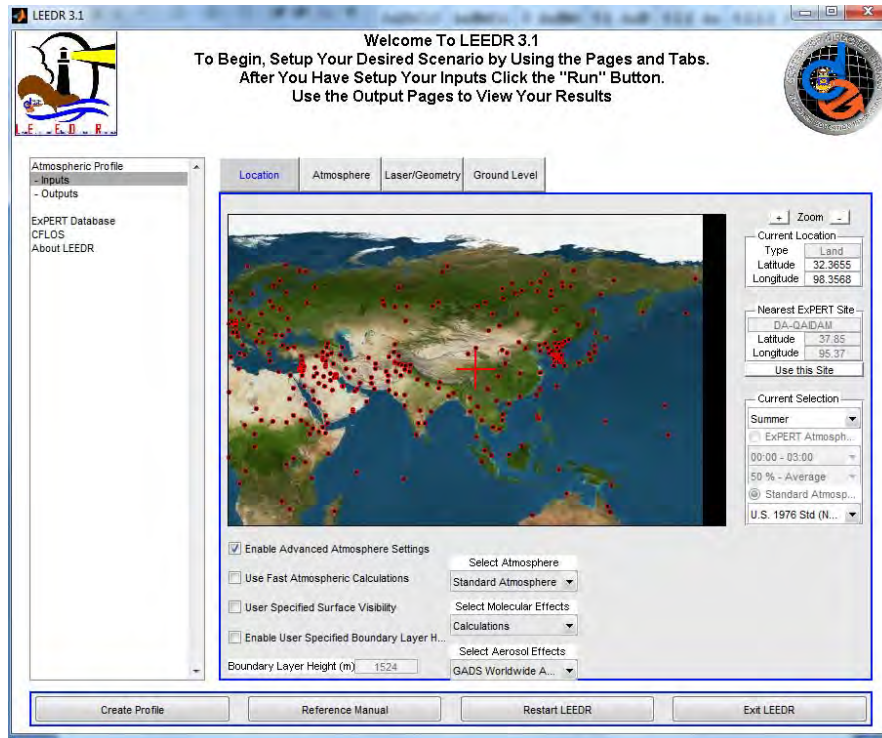 LEEDR 3.1
Welcome To LEEDR 3.1
To Begin, Setup Your Desired Scenario by Using the Pages and Tabs.
After You Have Setup Your Inputs Click the "Run" Button.
Use the Output Pages to View Your Results
L. E. E. D. R.
Atmospheric Profile
- Inputs
- Outputs
ExPERT Database
CFLOS
About LEEDR
Location Atmosphere Laser/Geometry Ground Level
+ Zoom -
Current Location
Type Land
Latitude 32.3655
Longitude 98.3568
Nearest ExPERT Site
DA-QAIDAM
Latitude 37.85
Longitude 95.37
Use this Site
Current Selection
Summer
ExPERT Atmosph...
00:00 - 03:00
50 % - Average
Standard Atmosp...
U.S. 1976 Std (N...
Enable Advanced Atmosphere Settings
Use Fast Atmospheric Calculations
User Specified Surface Visibility
Enable User Specified Boundary Layer H...
Boundary Layer Height (m) 1524
Select Atmosphere
Standard Atmosphere
Select Molecular Effects
Calculations
Select Aerosol Effects
GADS Worldwide A...
Create Profile Reference Manual Restart LEEDR Exit LEEDR